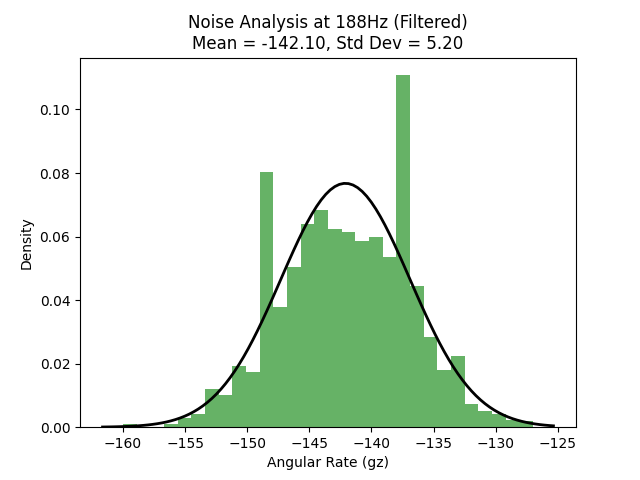 Noise Analysis at 188Hz (Filtered)
Mean = -142.10, Std Dev = 5.20
0.10
0.08
0.06
0.04
0.02
0.00
Density
−160 −155 −150 −145 −140 −135 −130 −125
Angular Rate (gz)